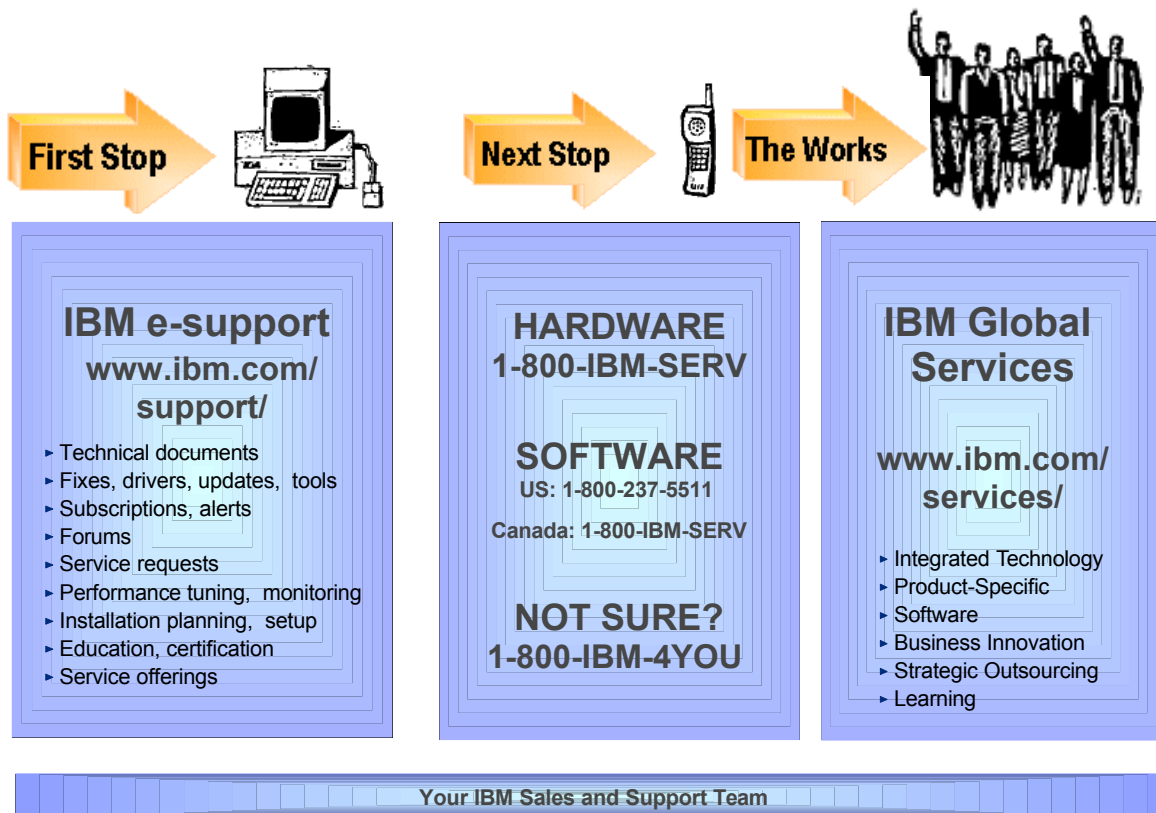 First Stop
Next Stop
The Works
IBM e-support
www.ibm.com/
support/
▸ Technical documents
▸ Fixes, drivers, updates, tools
▸ Subscriptions, alerts
▸ Forums
▸ Service requests
▸ Performance tuning, monitoring
▸ Installation planning, setup
▸ Education, certification
▸ Service offerings
HARDWARE
1-800-IBM-SERV
SOFTWARE
US: 1-800-237-5511
Canada: 1-800-IBM-SERV
NOT SURE?
1-800-IBM-4YOU
IBM Global
Services
www.ibm.com/
services/
▸ Integrated Technology
▸ Product-Specific
▸ Software
▸ Business Innovation
▸ Strategic Outsourcing
▸ Learning
Your IBM Sales and Support Team